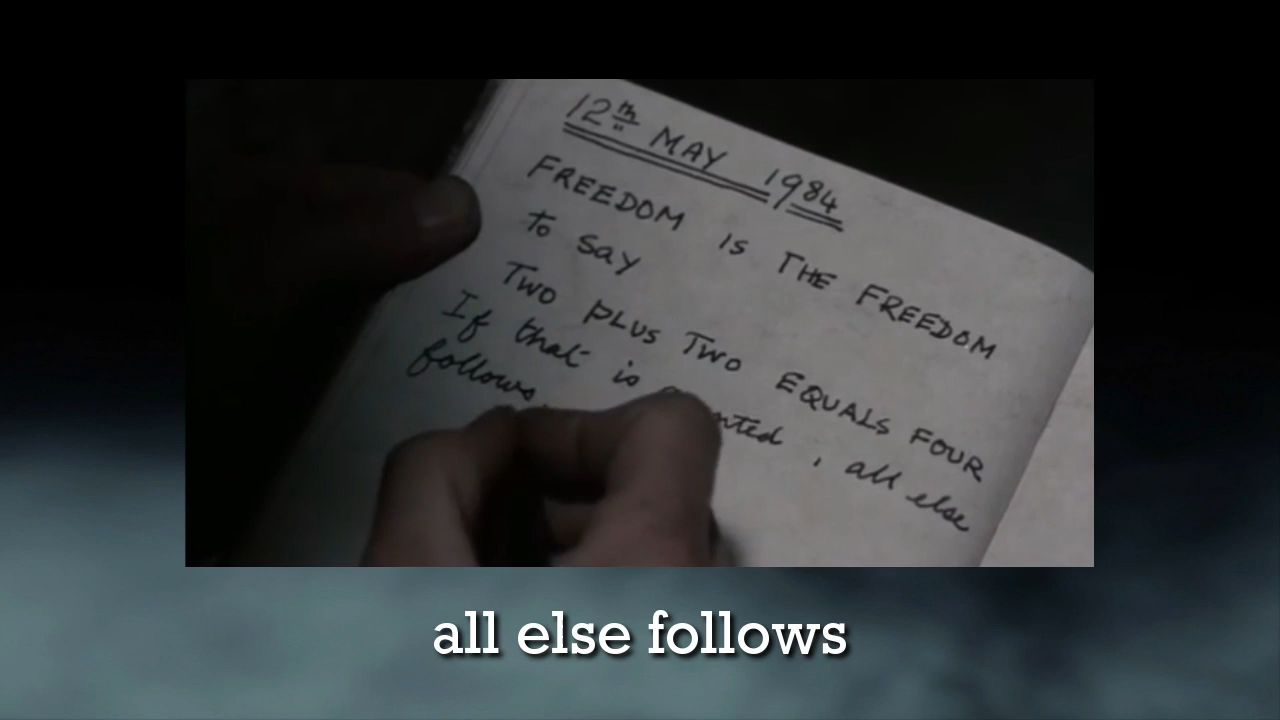 12th MAY 1984
FREEDOM is THE FREEDOM
To say
Two plus Two EQUALS FOUR
If that is , all else
follows.
all else follows